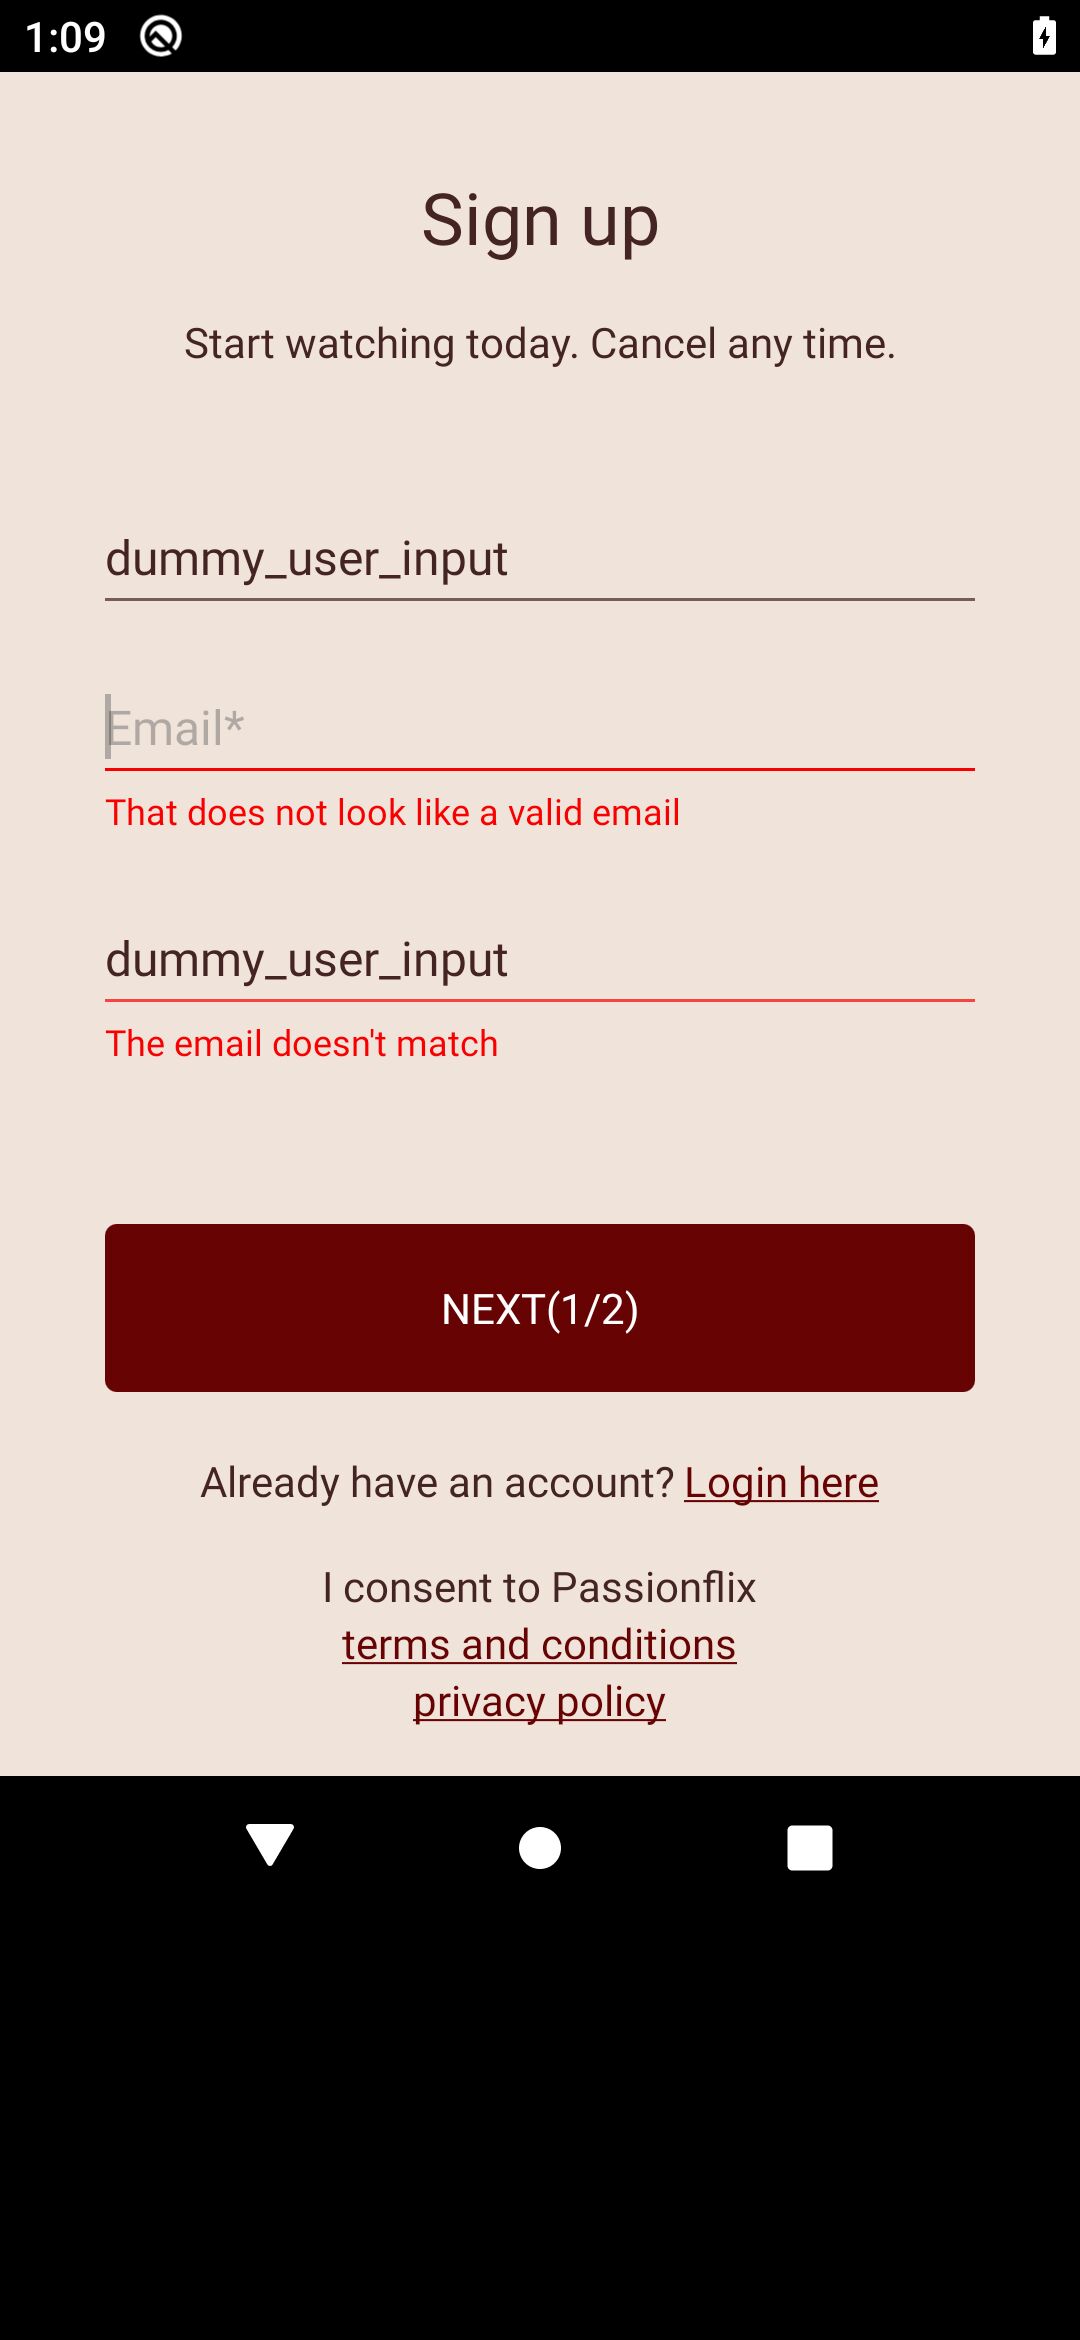 1:09
Sign up
Start watching today. Cancel any time.
dummy_user_input
Email*
That does not look like a valid email
dummy_user_input
The email doesn't match
NEXT(1/2)
Already have an account? Login here
I consent to Passionflix
terms and conditions
privacy policy